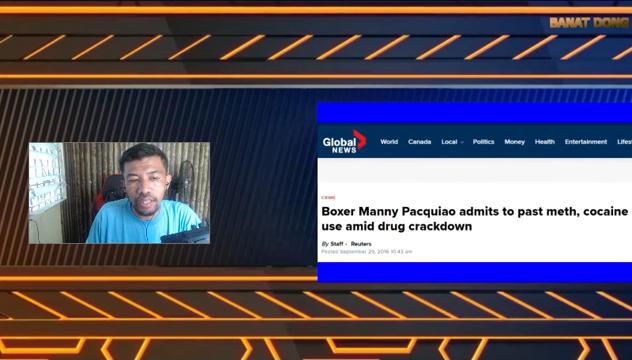 BANAT DONG
Global NEWS World Canada Local Politics Money Health Entertainment
CRIME
Boxer Manny Pacquiao admits to past meth, cocaine
use amid drug crackdown
By Staff • Reuters
Posted September 29, 2016 10:43 am